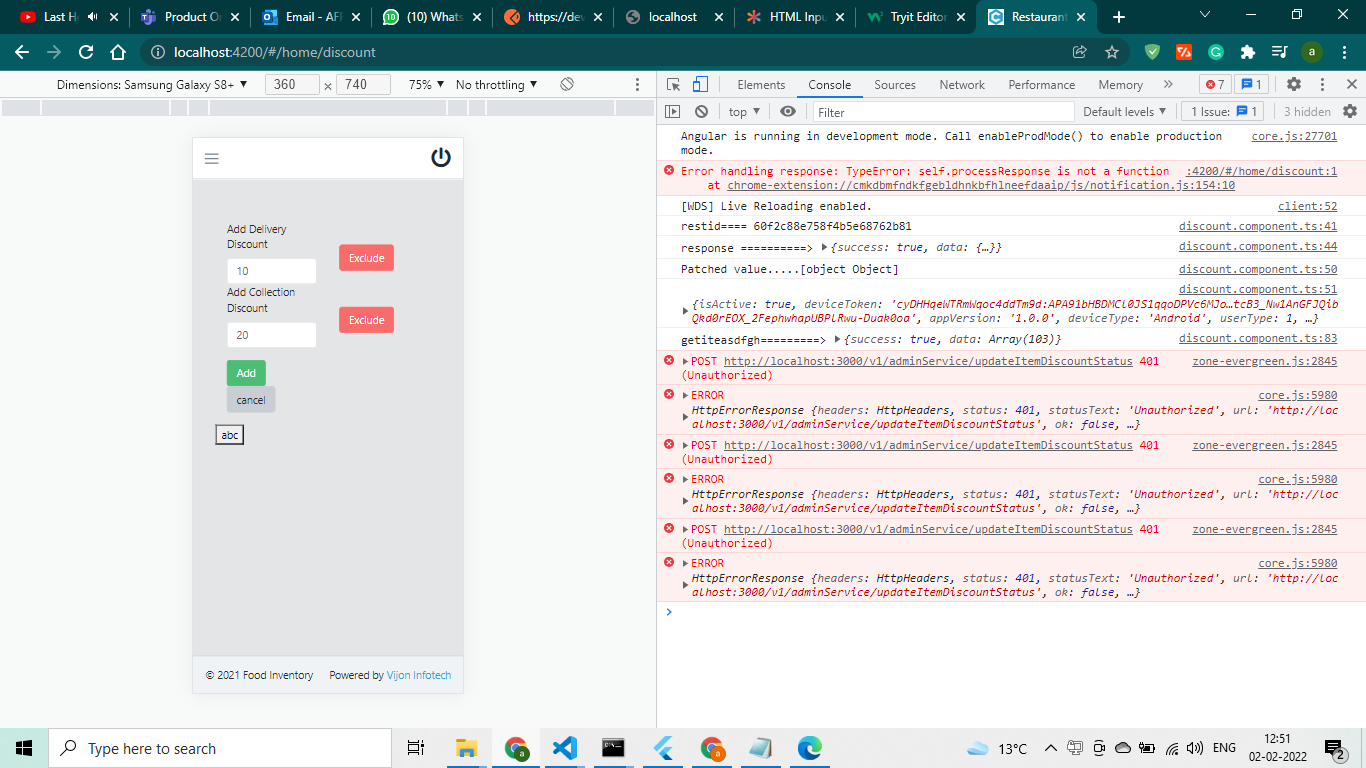 Last H
Product O
Email - AF
(10) Whats
https://dev
localhost
HTML Inpu
Tryit Editor
Restaurant
localhost:4200/#/home/discount
a
Dimensions: Samsung Galaxy S8+ 360 × 740 75% No throttling
Elements Console Sources Network Performance Memory 7 1
top Filter Default levels 1 Issue: 1 3 hidden
Add Delivery
Discount
10
Exclude
Add Collection
Discount
20
Exclude
Add
cancel
abc
© 2021 Food Inventory Powered by Vijon Infotech
Angular is running in development mode. Call enableProdMode() to enable production core.js:27701
mode.
Error handling response: TypeError: self.processResponse is not a function :4200/#/home/discount:1
at chrome-extension://cmkdbmfndkfgebldhnkbfhlneefdaaip/js/notification.js:154:10
[WDS] Live Reloading enabled. client:52
restid==== 60f2c88e758f4b5e68762b81 discount.component.ts:41
response ==========> {success: true, data: {…}} discount.component.ts:44
Patched value.....[object Object] discount.component.ts:50
discount.component.ts:51
{isActive: true, deviceToken: 'cyDHHqeWTRmWqoc4ddTm9d:APA91bHBDMCl0JS1qqoDPVc6MJo…tcB3_Nw1AnGFJQib
Qkd0rEOX_2FephwhapUBPlRwu-Duak0oa', appVersion: '1.0.0', deviceType: 'Android', userType: 1, …}
getiteasdfgh=========> {success: true, data: Array(103)} discount.component.ts:83
POST http://localhost:3000/v1/adminService/updateItemDiscountStatus 401 zone-evergreen.js:2845
(Unauthorized)
ERROR core.js:5980
HttpErrorResponse {headers: HttpHeaders, status: 401, statusText: 'Unauthorized', url: 'http://loc
alhost:3000/v1/adminService/updateItemDiscountStatus', ok: false, …}
POST http://localhost:3000/v1/adminService/updateItemDiscountStatus 401 zone-evergreen.js:2845
(Unauthorized)
ERROR core.js:5980
HttpErrorResponse {headers: HttpHeaders, status: 401, statusText: 'Unauthorized', url: 'http://loc
alhost:3000/v1/adminService/updateItemDiscountStatus', ok: false, …}
POST http://localhost:3000/v1/adminService/updateItemDiscountStatus 401 zone-evergreen.js:2845
(Unauthorized)
ERROR core.js:5980
HttpErrorResponse {headers: HttpHeaders, status: 401, statusText: 'Unauthorized', url: 'http://loc
alhost:3000/v1/adminService/updateItemDiscountStatus', ok: false, …}
Type here to search
13°C
ENG
12:51
02-02-2022
2